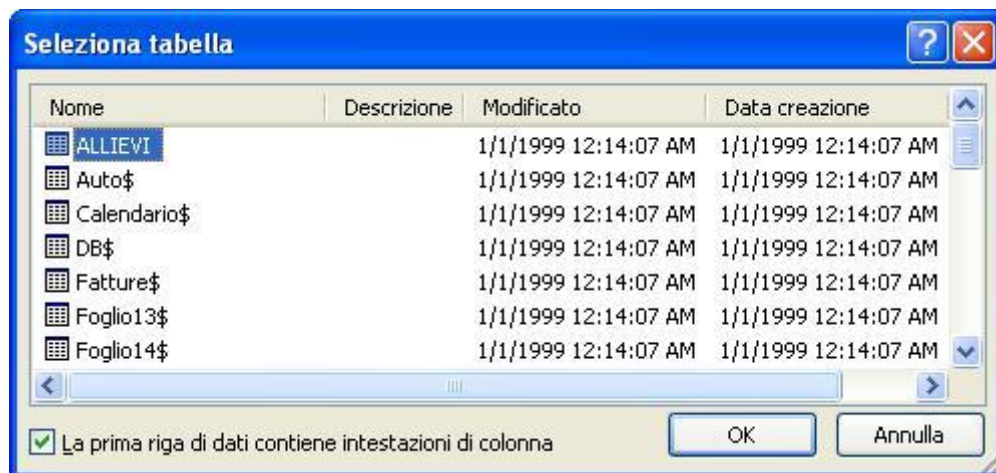 Seleziona tabella
Nome Descrizione Modificato Data creazione
ALLIEVI 1/1/1999 12:14:07 AM 1/1/1999 12:14:07 AM
Auto$ 1/1/1999 12:14:07 AM 1/1/1999 12:14:07 AM
Calendario$ 1/1/1999 12:14:07 AM 1/1/1999 12:14:07 AM
DB$ 1/1/1999 12:14:07 AM 1/1/1999 12:14:07 AM
Fatture$ 1/1/1999 12:14:07 AM 1/1/1999 12:14:07 AM
Foglio13$ 1/1/1999 12:14:07 AM 1/1/1999 12:14:07 AM
Foglio14$ 1/1/1999 12:14:07 AM 1/1/1999 12:14:07 AM
La prima riga di dati contiene intestazioni di colonna OK Annulla